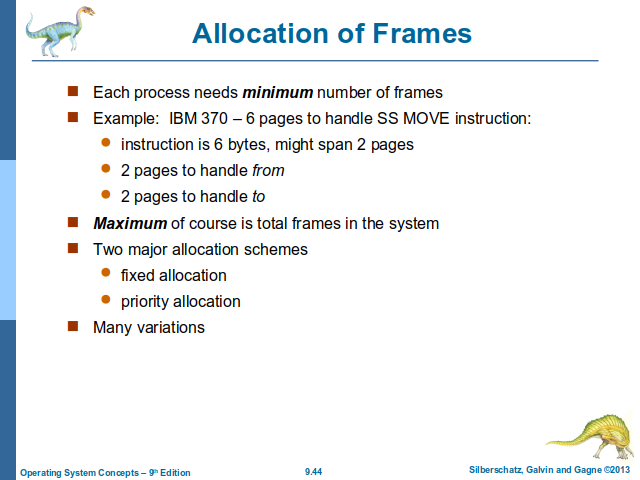 Allocation of Frames
Each process needs minimum number of frames
Example: IBM 370 – 6 pages to handle SS MOVE instruction:
instruction is 6 bytes, might span 2 pages
2 pages to handle from
2 pages to handle to
Maximum of course is total frames in the system
Two major allocation schemes
fixed allocation
priority allocation
Many variations
Operating System Concepts – 9th Edition
9.44
Silberschatz, Galvin and Gagne ©2013